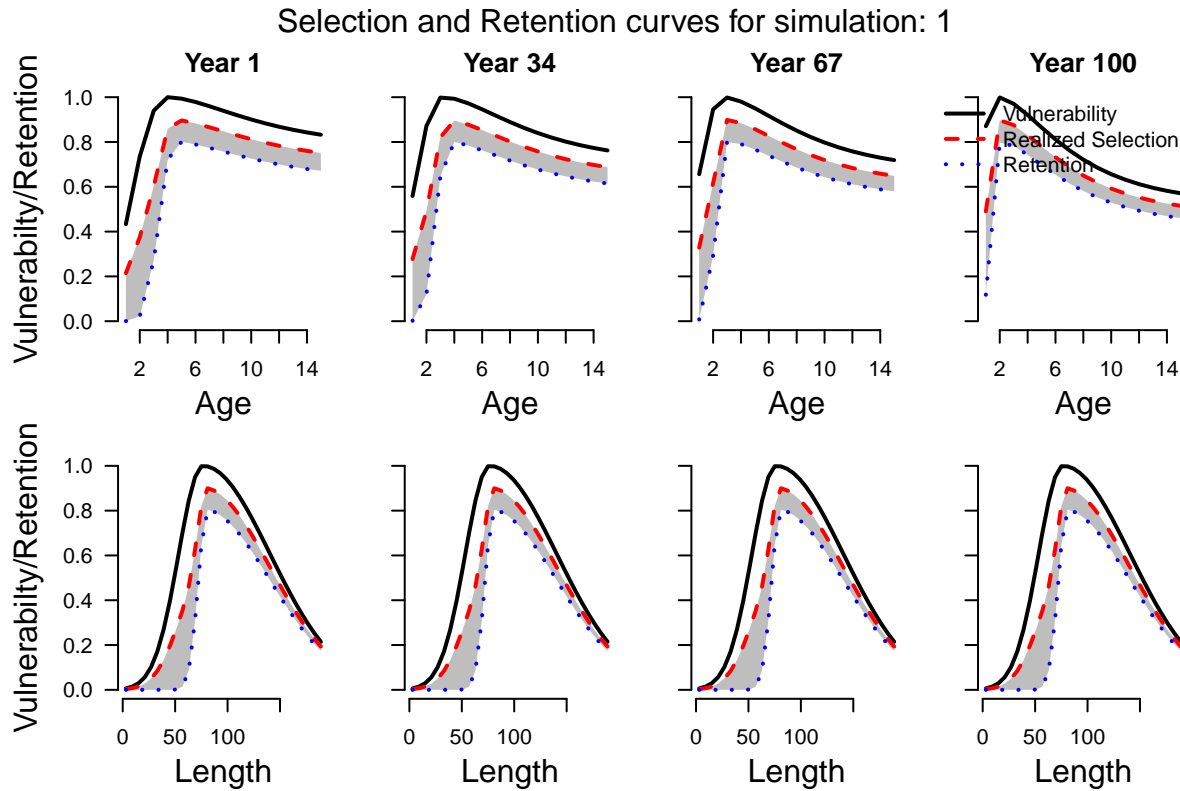 Selection and Retention curves for simulation: 1
Year 1 Year 34 Year 67 Year 100
Vulnerabilty/Retention
1.0
0.8
0.6
0.4
0.2
0.0
Vulnerability
Realized Selection
Retention
2 6 10 14 2 6 10 14 2 6 10 14 2 6 10 14
Age Age Age Age
Vulnerabilty/Retention
1.0
0.8
0.6
0.4
0.2
0.0
0 50 100 0 50 100 0 50 100 0 50 100
Length Length Length Length